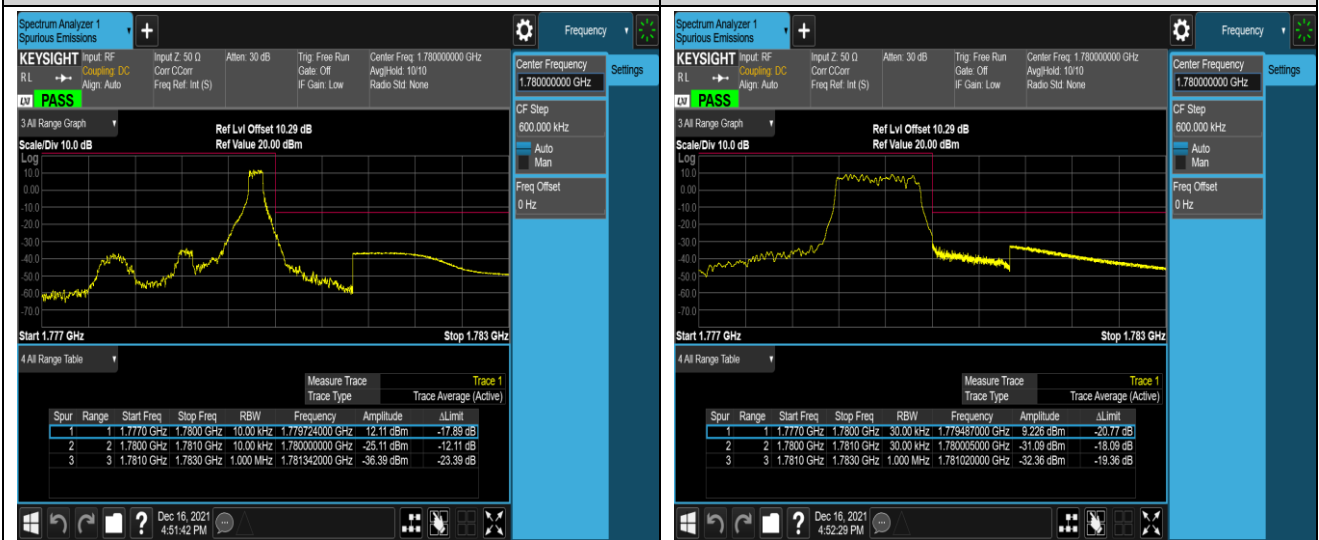 Spectrum Analyzer 1
Spurious Emissions
+
Frequency
KEYSIGHT
RL
Input: RF
Coupling: DC
Align: Auto
Input Z: 50 Ω
Corr CCorr
Freq Ref: Int (S)
Atten: 30 dB
Trig: Free Run
Gate: Off
IF Gain: Low
Center Freq: 1.780000000 GHz
Avg|Hold: 10/10
Radio Std: None
LXI
PASS
3 All Range Graph
Ref Lvl Offset 10.29 dB
Scale/Div 10.0 dB
Ref Value 20.00 dBm
Log
10.0
0.00
-10.0
-20.0
-30.0
-40.0
-50.0
-60.0
-70.0
Start 1.777 GHz
Stop 1.783 GHz
4 All Range Table
Measure Trace Trace 1
Trace Type Trace Average (Active)
Spur Range Start Freq Stop Freq RBW Frequency Amplitude ΔLimit
1 1 1.7770 GHz 1.7800 GHz 10.00 kHz 1.779724000 GHz 12.11 dBm -17.89 dB
2 2 1.7800 GHz 1.7810 GHz 10.00 kHz 1.780000000 GHz -25.11 dBm -12.11 dB
3 3 1.7810 GHz 1.7830 GHz 1.000 MHz 1.781342000 GHz -36.39 dBm -23.39 dB
?
Dec 16, 2021
4:51:42 PM
Center Frequency
1.780000000 GHz
Settings
CF Step
600.000 kHz
Auto
Man
Freq Offset
0 Hz
Spectrum Analyzer 1
Spurious Emissions
+
Frequency
KEYSIGHT
RL
Input: RF
Coupling: DC
Align: Auto
Input Z: 50 Ω
Corr CCorr
Freq Ref: Int (S)
Atten: 30 dB
Trig: Free Run
Gate: Off
IF Gain: Low
Center Freq: 1.780000000 GHz
Avg|Hold: 10/10
Radio Std: None
LXI
PASS
3 All Range Graph
Ref Lvl Offset 10.29 dB
Scale/Div 10.0 dB
Ref Value 20.00 dBm
Log
10.0
0.00
-10.0
-20.0
-30.0
-40.0
-50.0
-60.0
-70.0
Start 1.777 GHz
Stop 1.783 GHz
4 All Range Table
Measure Trace Trace 1
Trace Type Trace Average (Active)
Spur Range Start Freq Stop Freq RBW Frequency Amplitude ΔLimit
1 1 1.7770 GHz 1.7800 GHz 30.00 kHz 1.779487000 GHz 9.226 dBm -20.77 dB
2 2 1.7800 GHz 1.7810 GHz 30.00 kHz 1.780005000 GHz -31.09 dBm -18.09 dB
3 3 1.7810 GHz 1.7830 GHz 1.000 MHz 1.781020000 GHz -32.36 dBm -19.36 dB
?
Dec 16, 2021
4:52:29 PM
Center Frequency
1.780000000 GHz
Settings
CF Step
600.000 kHz
Auto
Man
Freq Offset
0 Hz